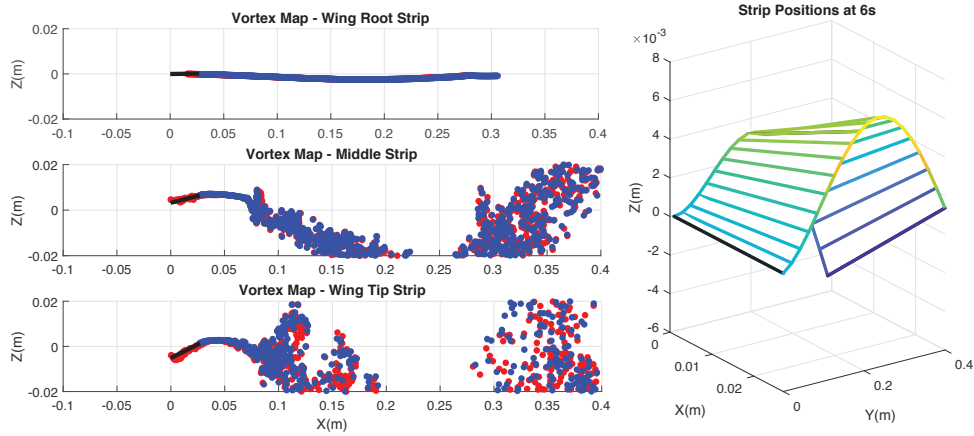 Vortex Map - Wing Root Strip
0.02
0
-0.02
Z(m)
-0.1 -0.05 0 0.05 0.1 0.15 0.2 0.25 0.3 0.35 0.4
Vortex Map - Middle Strip
0.02
0
-0.02
Z(m)
-0.1 -0.05 0 0.05 0.1 0.15 0.2 0.25 0.3 0.35 0.4
Vortex Map - Wing Tip Strip
0.02
0
-0.02
Z(m)
-0.1 -0.05 0 0.05 0.1 0.15 0.2 0.25 0.3 0.35 0.4
X(m)
Strip Positions at 6s
×10-3
8
6
4
2
0
-2
-4
-6
Z(m)
0
0.01
0.02
X(m)
0
0.2
0.4
Y(m)